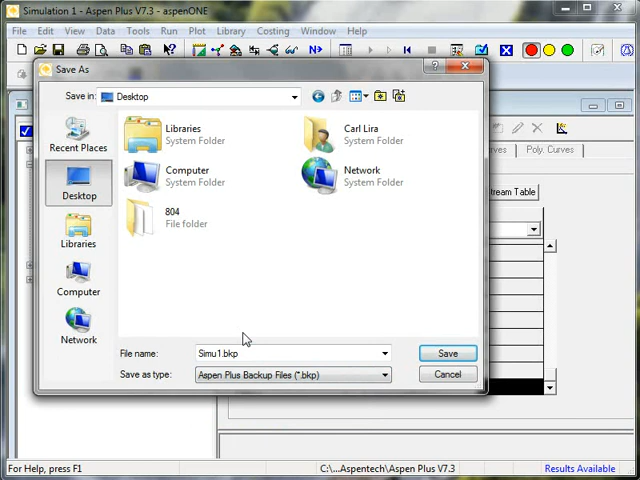 Simulation 1 - Aspen Plus V7.3 - aspenONE
File Edit View Data Tools Run Plot Library Costing Window Help
Save As
Save in: Desktop
Recent Places
Desktop
Libraries
Computer
Network
Libraries
System Folder
Carl Lira
System Folder
Computer
System Folder
Network
System Folder
804
File folder
File name: Simu1.bkp Save
Save as type: Aspen Plus Backup Files (*.bkp) Cancel
Poly. Curves
tream Table
For Help, press F1 C:\...Aspentech\Aspen Plus V7.3 Results Available